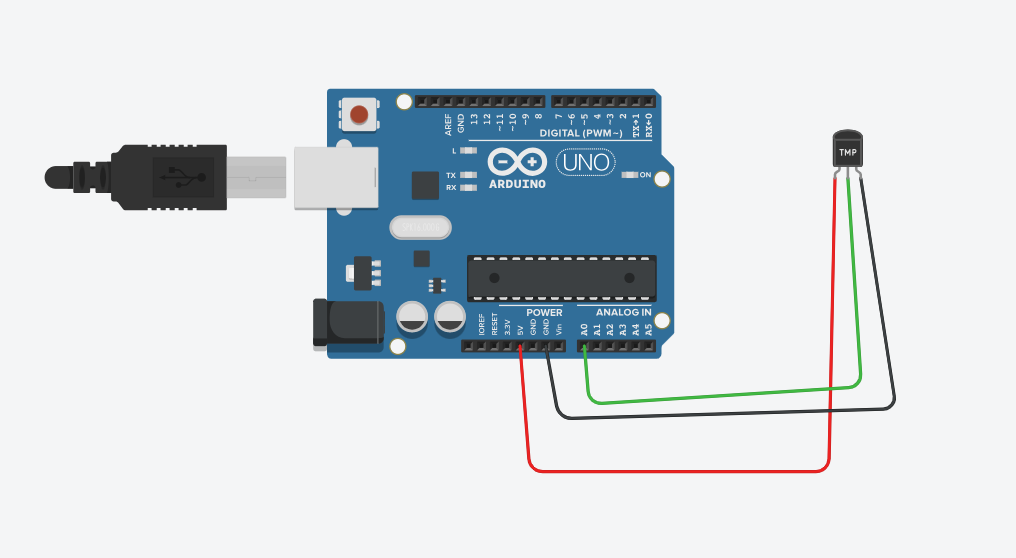 AREF
GND
13
12
~11
~10
~9
8
7
~6
~5
4
~3
2
TX→1
RX←0
DIGITAL (PWM~)
L
TX
RX
ARDUINO
UNO
ON
TMP
POWER
ANALOG IN
IOREF
RESET
3.3V
5V
GND
GND
Vin
A0
A1
A2
A3
A4
A5